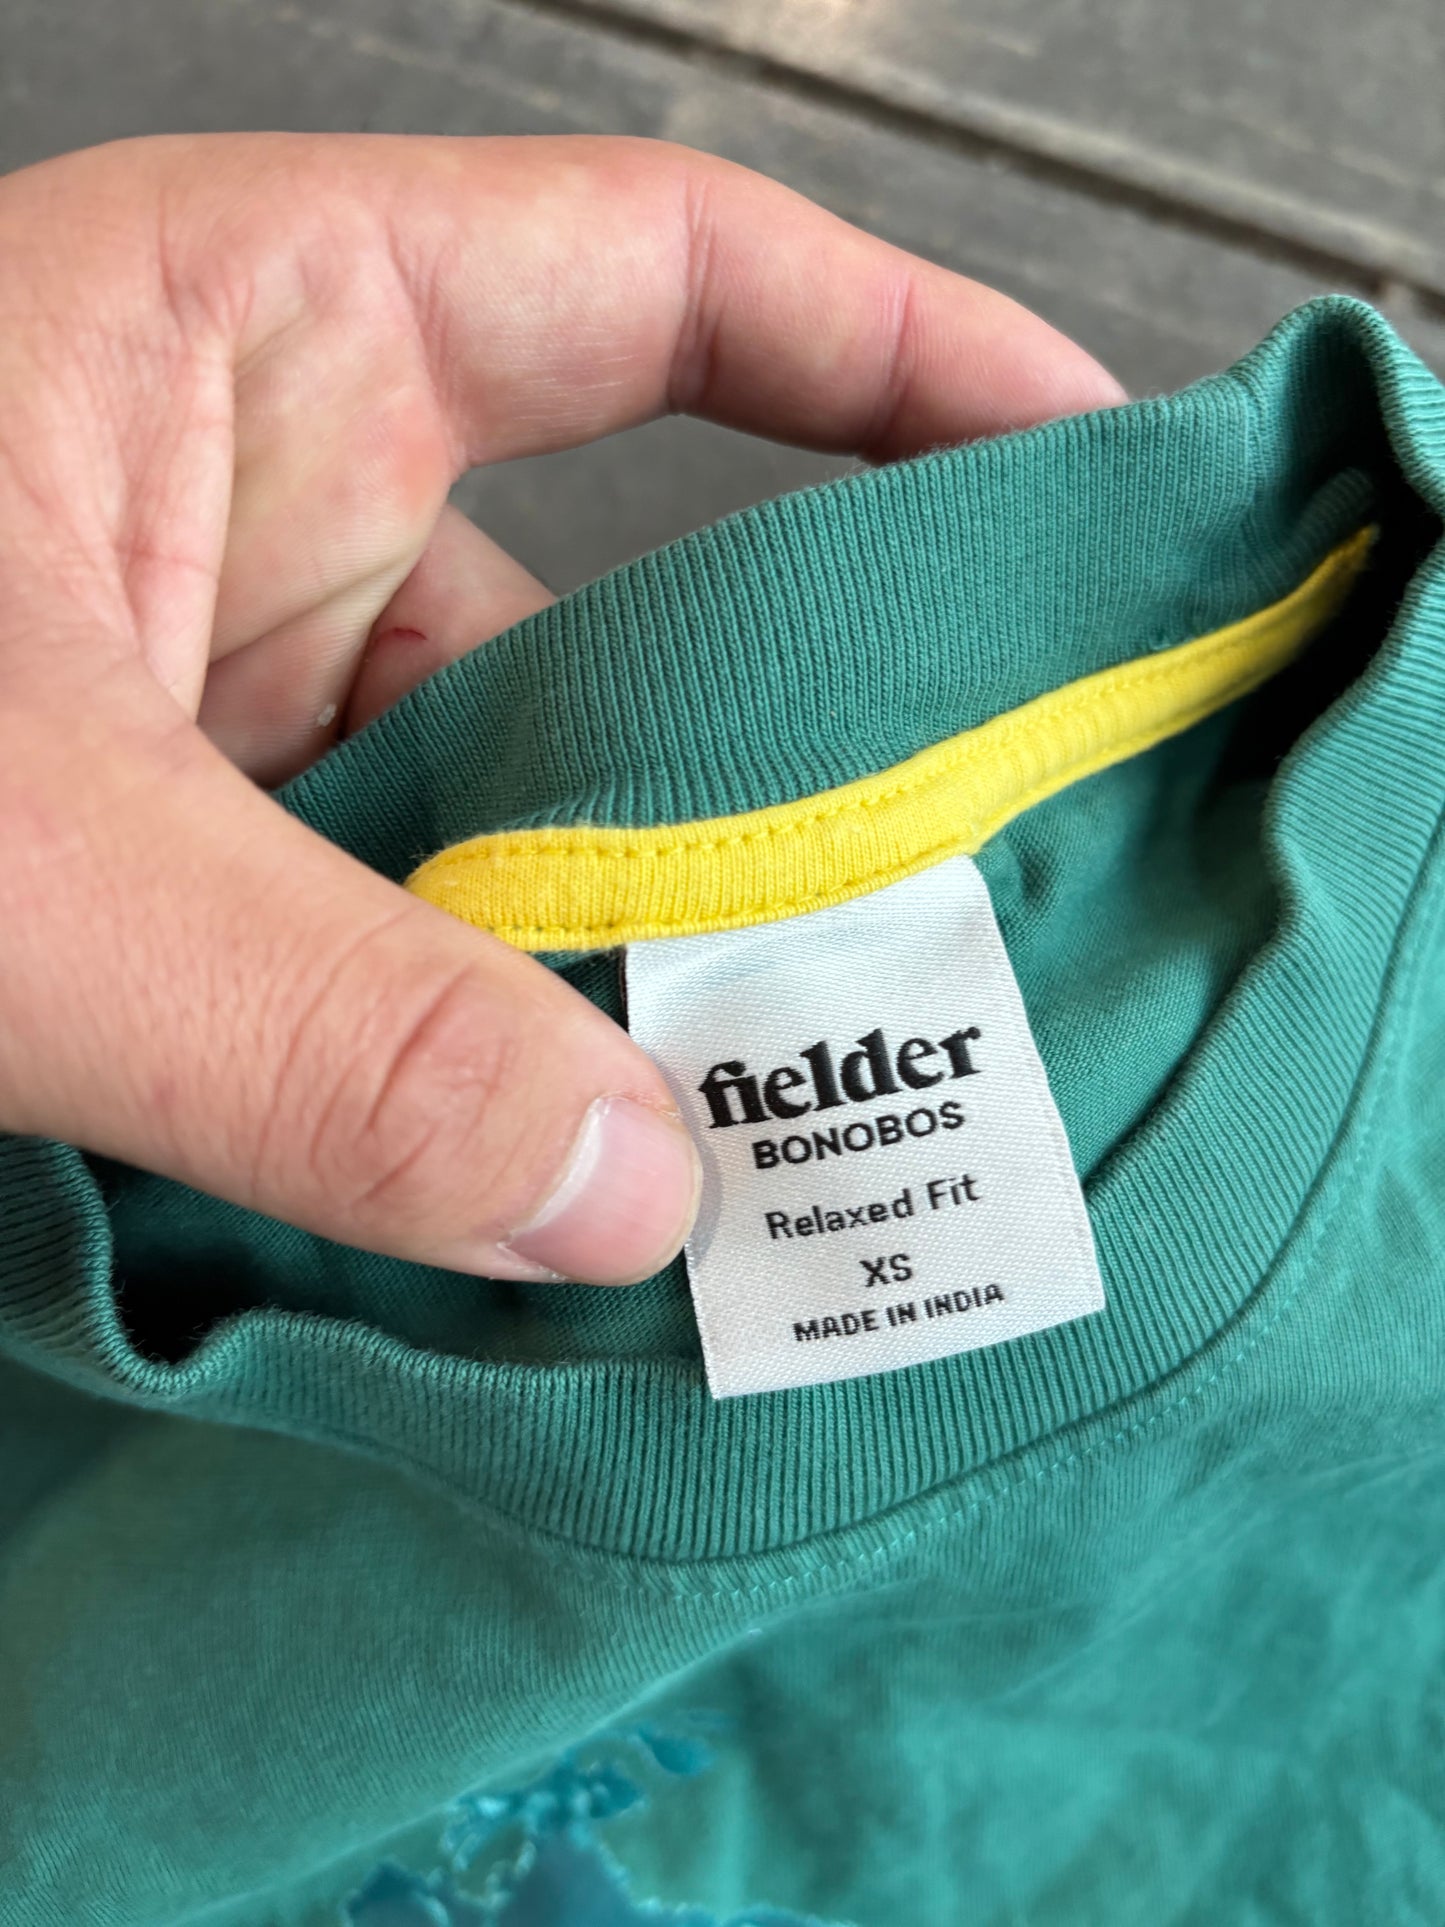 fielder
BONOBOS
Relaxed Fit
XS
MADE IN INDIA